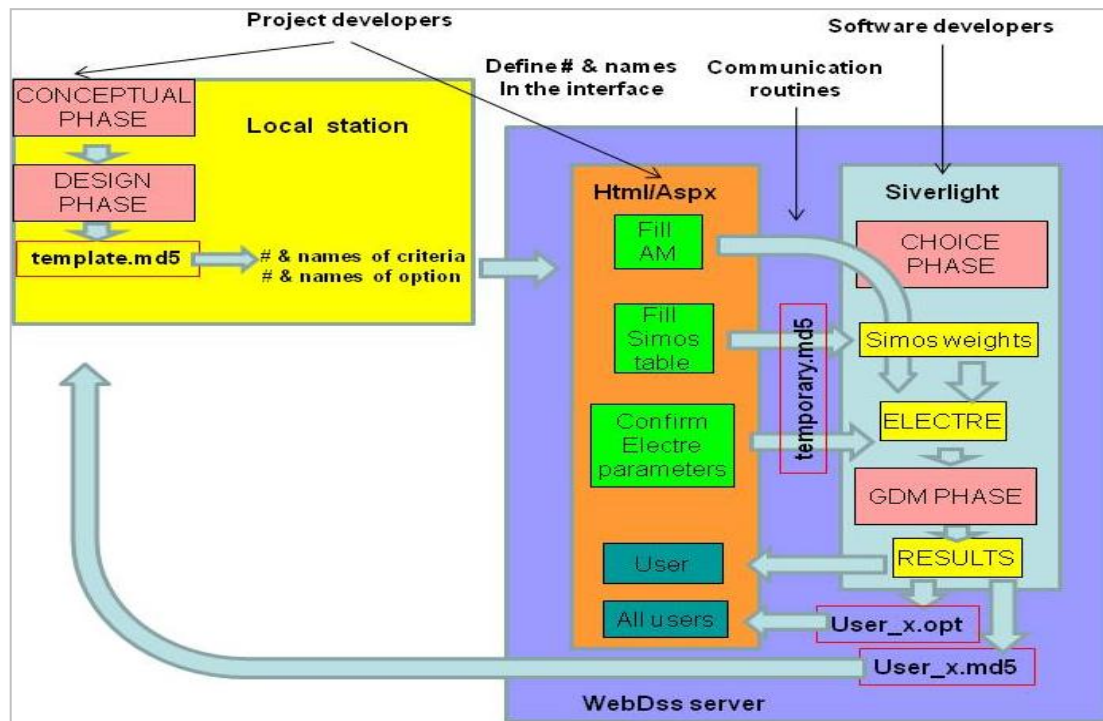 Project developers
Software developers
Define # & names
In the interface
Communication
routines
CONCEPTUAL
PHASE
Local station
DESIGN
PHASE
template.md5
# & names of criteria
# & names of option
Html/Aspx
Fill
AM
Fill
Simos
table
Confirm
Electre
parameters
User
All users
temporary.md5
Siverlight
CHOICE
PHASE
Simos weights
ELECTRE
GDM PHASE
RESULTS
User_x.opt
User_x.md5
WebDss server